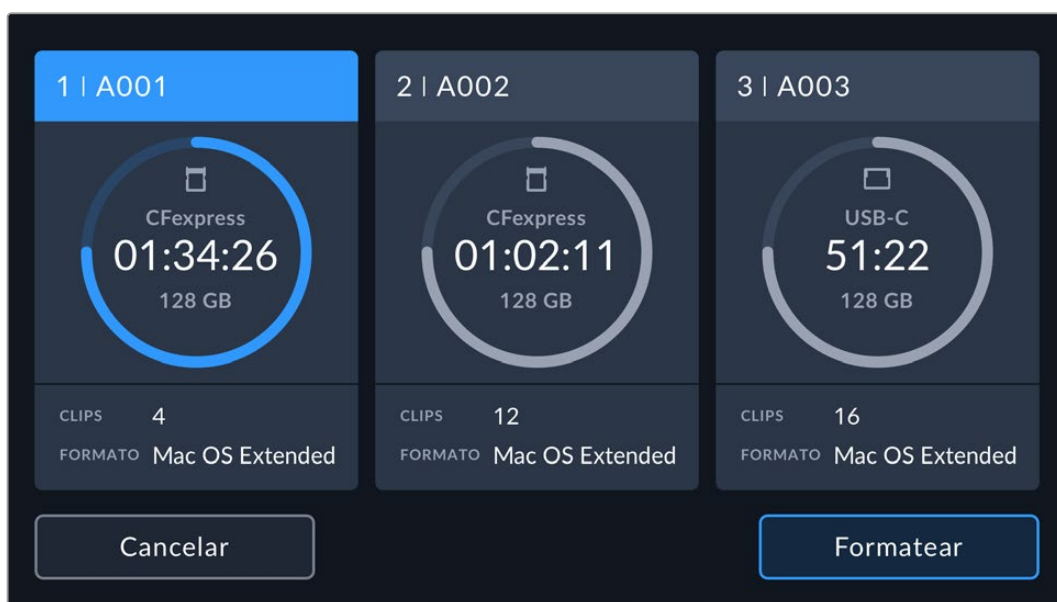 1 | A001
CFexpress
01:34:26
128 GB
CLIPS 4
FORMATO Mac OS Extended
2 | A002
CFexpress
01:02:11
128 GB
CLIPS 12
FORMATO Mac OS Extended
3 | A003
USB-C
51:22
128 GB
CLIPS 16
FORMATO Mac OS Extended
Cancelar
Formatear